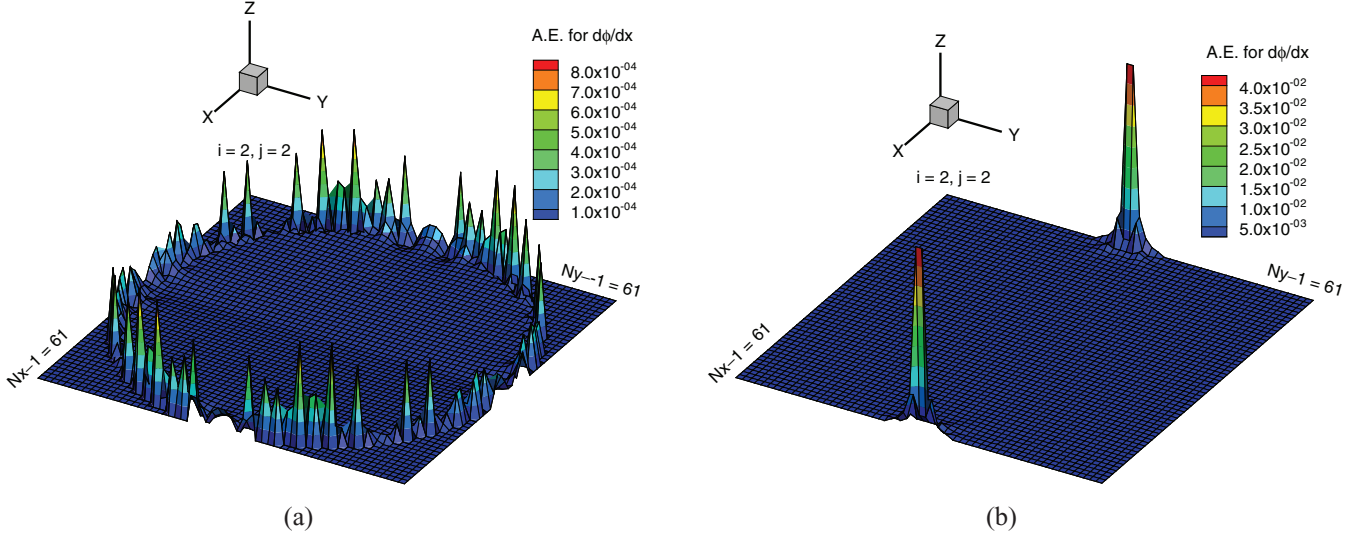 Z
X
Y
i = 2, j = 2
A.E. for dϕ/dx
8.0x10-04
7.0x10-04
6.0x10
5.0x10-04
4.0x10-04
3.0x10-04
2.0x10-04
1.0x10-04
Nx–1 = 61
Ny–-1 = 61
(a)
Z
X
Y
i = 2, j = 2
A.E. for dϕ/dx
4.0x10-02
3.5x10-02
3.0x10-02
2.5x10-02
2.0x10-02
1.5x10-02
1.0x10-02
5.0x10-03
Nx–1 = 61
Ny–1 = 61
(b)